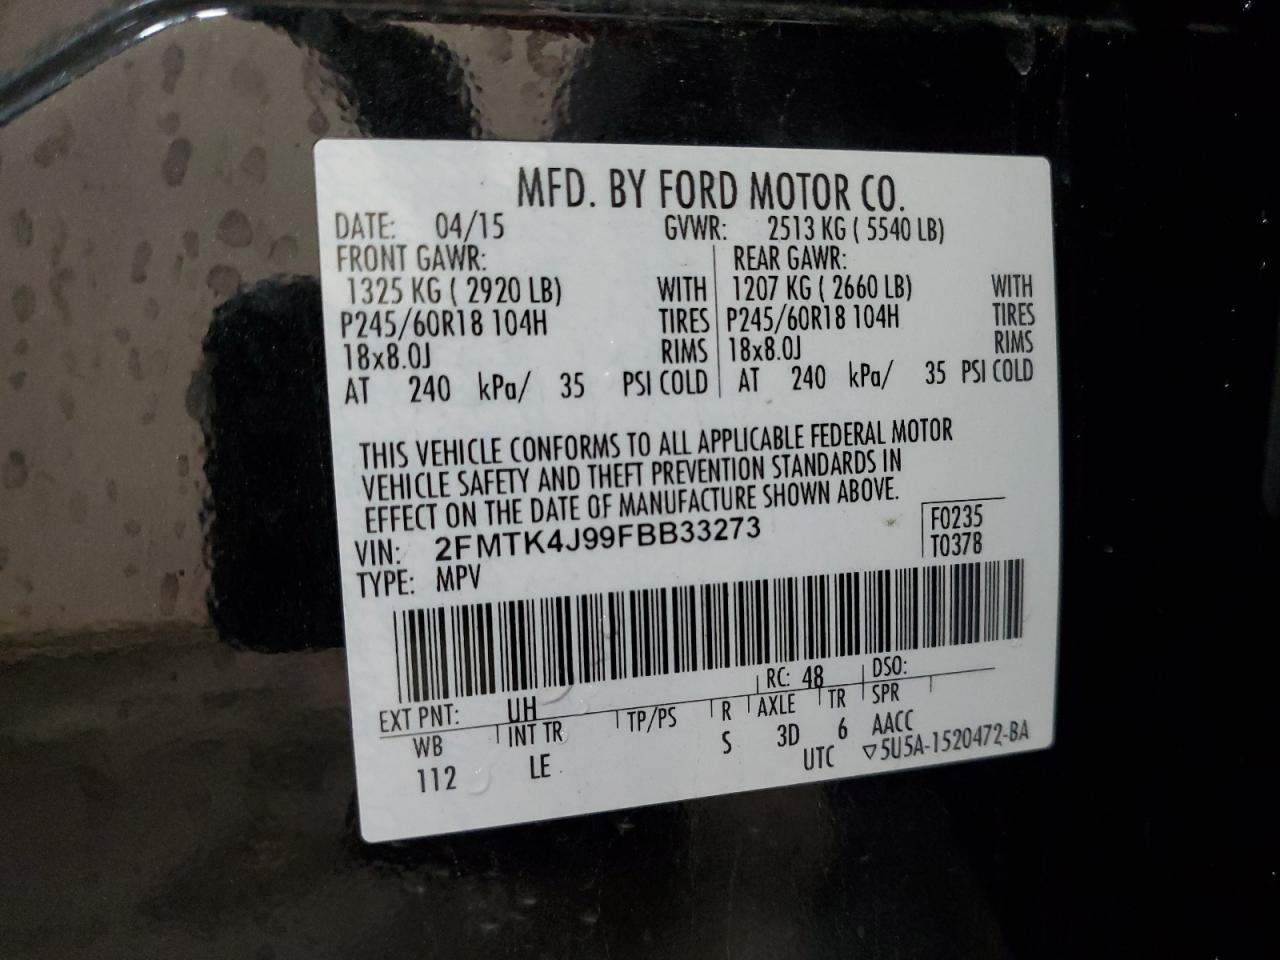 MFD. BY FORD MOTOR CO.
DATE: 04/15 GVWR: 2513 KG ( 5540 LB)
FRONT GAWR: REAR GAWR:
1325 KG ( 2920 LB) WITH 1207 KG ( 2660 LB) WITH
P245/60R18 104H TIRES P245/60R18 104H TIRES
18x8.0J RIMS 18x8.0J RIMS
AT 240 kPa/ 35 PSI COLD AT 240 kPa/ 35 PSI COLD
THIS VEHICLE CONFORMS TO ALL APPLICABLE FEDERAL MOTOR
VEHICLE SAFETY AND THEFT PREVENTION STANDARDS IN
EFFECT ON THE DATE OF MANUFACTURE SHOWN ABOVE.
VIN: 2FMTK4J99FBB33273 F0235
TYPE: MPV T0378
EXT PNT: UH RC: 48 DSO:
WB INT TR TP/PS R AXLE TR SPR
112 LE S 3D 6 AACC
UTC ▽5U5A-1520472-BA